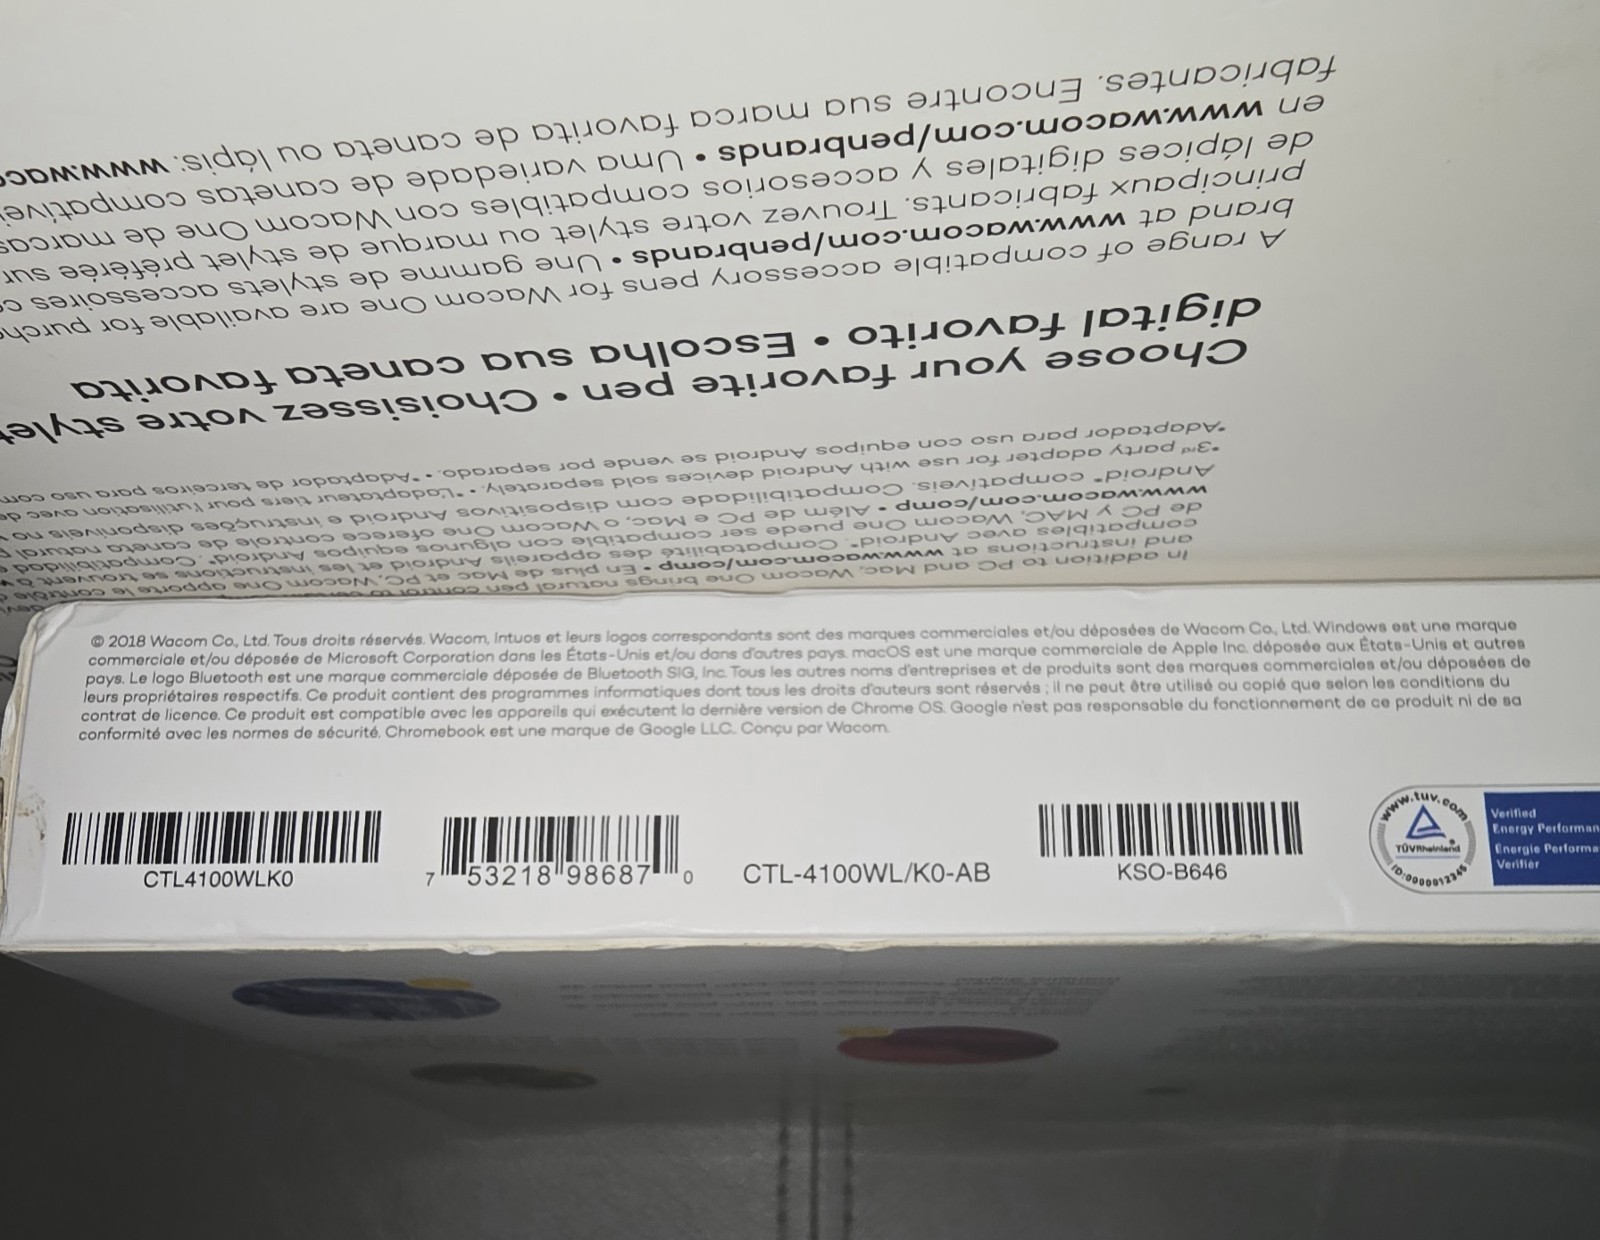 © 2018 Wacom Co., Ltd. Tous droits réservés. Wacom, Intuos et leurs logos correspondants sont des marques commerciales et/ou déposées de Wacom Co., Ltd. Windows est une marque
commerciale et/ou déposée de Microsoft Corporation dans les États-Unis et/ou dans d'autres pays. macOS est une marque commerciale de Apple Inc. déposée aux États-Unis et autres
pays. Le logo Bluetooth est une marque commerciale déposée de Bluetooth SIG, Inc. Tous les autres noms d'entreprises et de produits sont des marques commerciales et/ou déposées de
leurs propriétaires respectifs. Ce produit contient des programmes informatiques dont tous les droits d'auteurs sont réservés ; il ne peut être utilisé ou copié que selon les conditions du
contrat de licence. Ce produit est compatible avec les appareils qui exécutent la dernière version de Chrome OS. Google n'est pas responsable du fonctionnement de ce produit ni de sa
conformité avec les normes de sécurité. Chromebook est une marque de Google LLC. Conçu par Wacom.
CTL4100WLK0
7 53218 98687 0
CTL-4100WL/K0-AB
KSO-B646
www.tuv.com
TÜVRheinland
ID:0000012345
Verified
Energy
Énergie
Vérifier
In addition to PC and Mac, Wacom One brings natural pen control to
and instructions at www.wacom.com/comp • En plus de Mac et PC, Wacom One apporte le contrôle
compatibles avec Android*. Compatibilité des appareils Android et les instructions se trouvent à
de PC y MAC, Wacom One puede ser compatible con algunos equipos Android*. Compatibilidad
www.wacom.com/comp • Além de PC e Mac, o Wacom One oferece controle de caneta natural
Android* compatíveis. Compatibilidade com dispositivos Android e instruções disponíveis no
*3rd party adapter for use with Android devices sold separately. • *L'adaptateur tiers pour l'utilisation avec
*Adaptador para uso con equipos Android se vende por separado. • *Adaptador de terceiros para uso com
Choose your favorite pen • Choisissez votre stylet
digital favorito • Escolha sua caneta favorita
A range of compatible accessory pens for Wacom One are available for
brand at www.wacom.com/penbrands • Une gamme de stylets accessoires
principaux fabricants. Trouvez votre stylet ou marque de stylet préférée sur
de lápices digitales y accesorios compatibles con Wacom One de marcas
en www.wacom.com/penbrands • Uma variedade de canetas
fabricantes. Encontre sua marca favorita de caneta ou lápis: